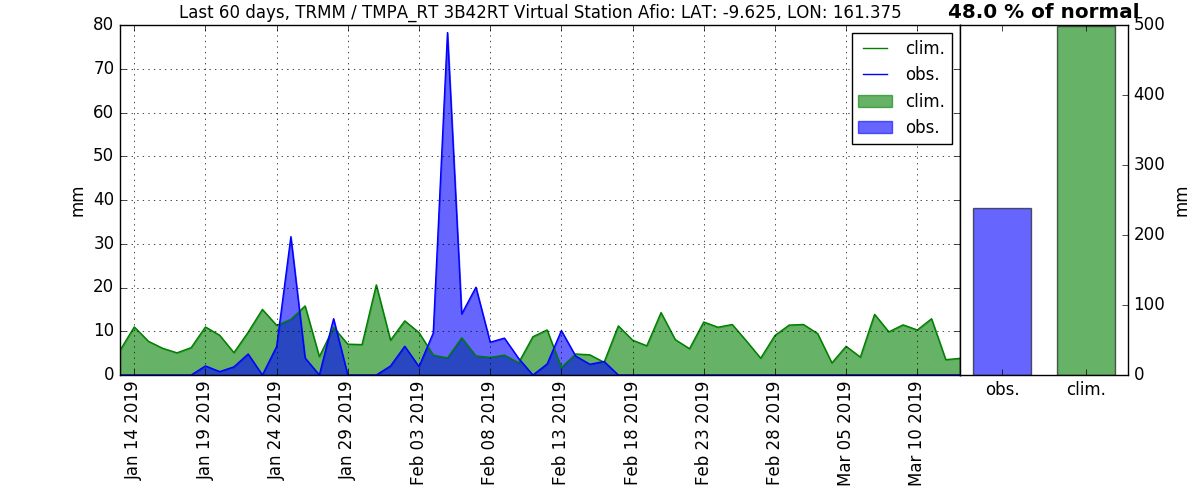 Last 60 days, TRMM / TMPA_RT 3B42RT Virtual Station Afio: LAT: -9.625, LON: 161.375
48.0 % of normal
80
70
60
50
40
30
20
10
0
mm
clim.
obs.
clim.
obs.
Jan 14 2019
Jan 19 2019
Jan 24 2019
Jan 29 2019
Feb 03 2019
Feb 08 2019
Feb 13 2019
Feb 18 2019
Feb 23 2019
Feb 28 2019
Mar 05 2019
Mar 10 2019
500
400
300
200
100
0
mm
obs.
clim.